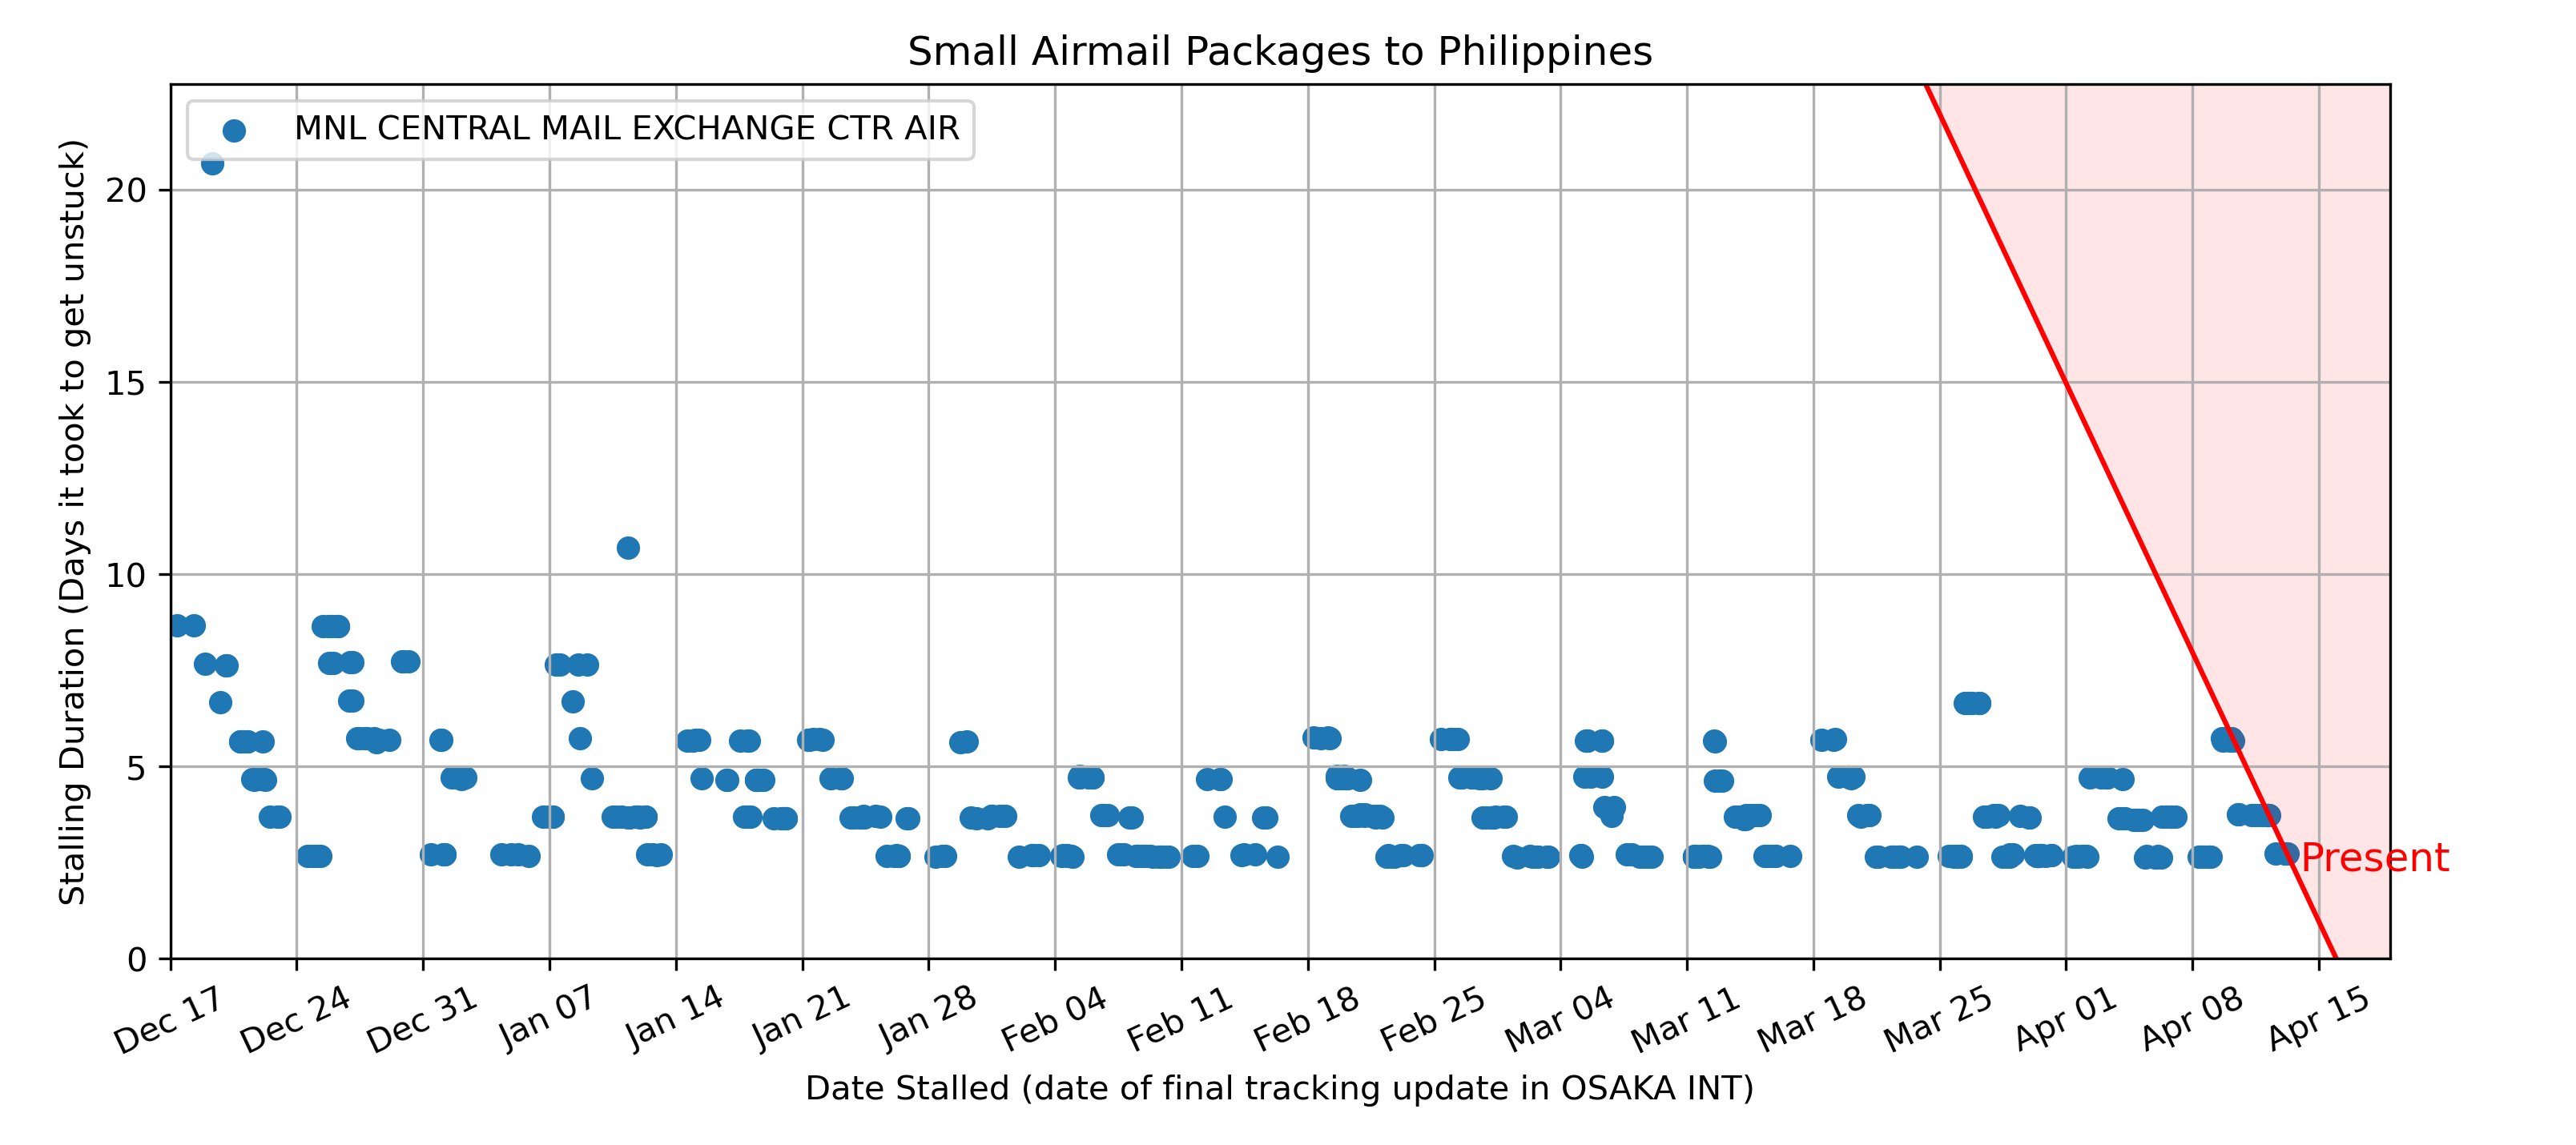 Small Airmail Packages to Philippines
MNL CENTRAL MAIL EXCHANGE CTR AIR
Stalling Duration (Days it took to get unstuck)
20
15
10
5
0
Present
Dec 17 Dec 24 Dec 31 Jan 07 Jan 14 Jan 21 Jan 28 Feb 04 Feb 11 Feb 18 Feb 25 Mar 04 Mar 11 Mar 18 Mar 25 Apr 01 Apr 08 Apr 15
Date Stalled (date of final tracking update in OSAKA INT)